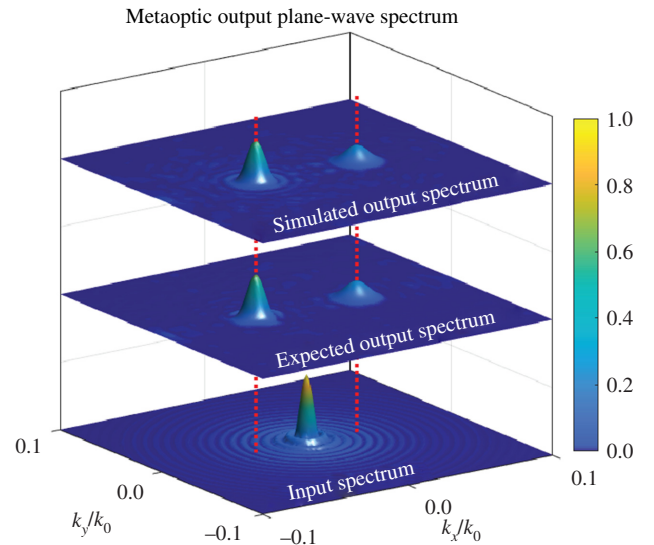 Metaoptic output plane-wave spectrum
Simulated output spectrum
Expected output spectrum
Input spectrum
0.1
0.0
–0.1
k_y/k_0
–0.1
0.0
0.1
k_x/k_0
1.0
0.8
0.6
0.4
0.2
0.0